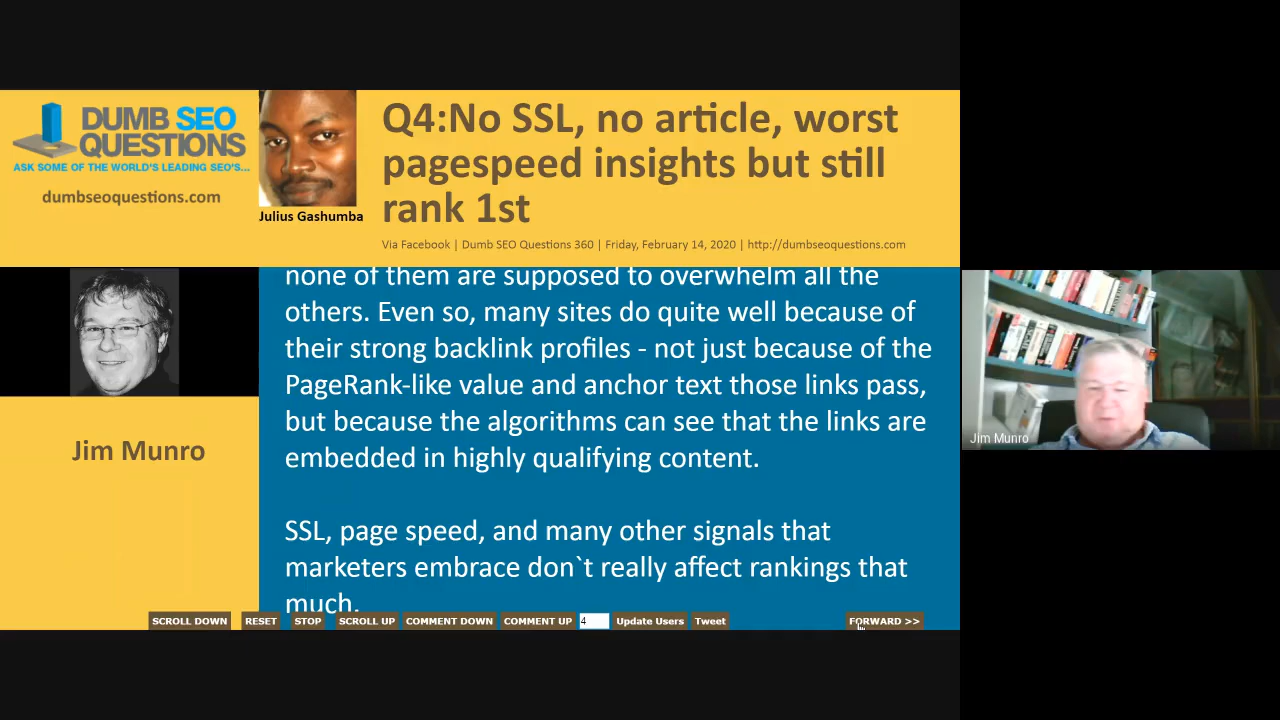 DUMB SEO
QUESTIONS
ASK SOME OF THE WORLD'S LEADING SEO'S...
dumbseoquestions.com
Julius Gashumba
Q4:No SSL, no article, worst
pagespeed insights but still
rank 1st
Via Facebook | Dumb SEO Questions 360 | Friday, February 14, 2020 | http://dumbseoquestions.com
Jim Munro
none of them are supposed to overwhelm all the
others. Even so, many sites do quite well because of
their strong backlink profiles - not just because of the
PageRank-like value and anchor text those links pass,
but because the algorithms can see that the links are
embedded in highly qualifying content.
SSL, page speed, and many other signals that
marketers embrace don`t really affect rankings that
much.
SCROLL DOWN RESET STOP SCROLL UP COMMENT DOWN COMMENT UP 4 Update Users Tweet FORWARD >>
Jim Munro